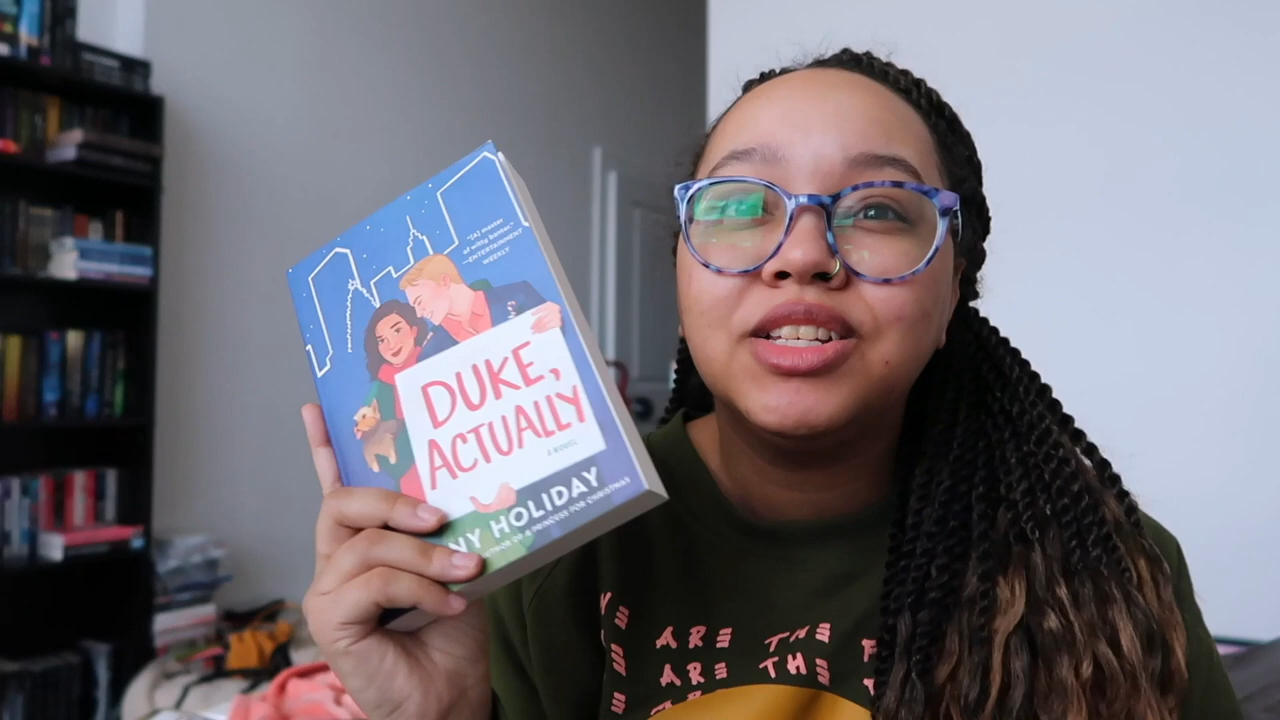 "[A] master
of witty banter."
—ENTERTAINMENT
WEEKLY
DUKE,
ACTUALLY
A NOVEL
NY HOLIDAY
OF A PRINCESS FOR CHRISTMAS
ARE THE
ARE THE